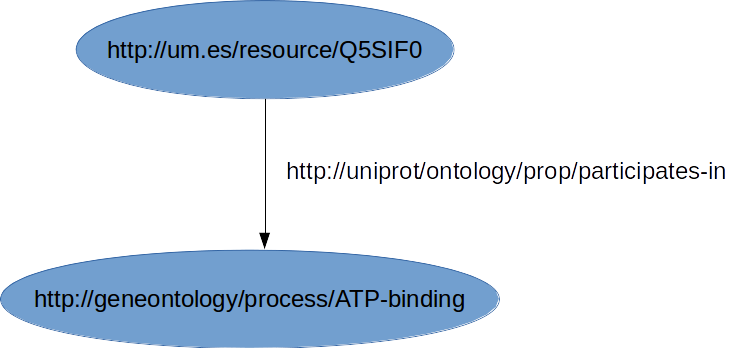 http://um.es/resource/Q5SIF0
http://uniprot/ontology/prop/participates-in
http://geneontology/process/ATP-binding